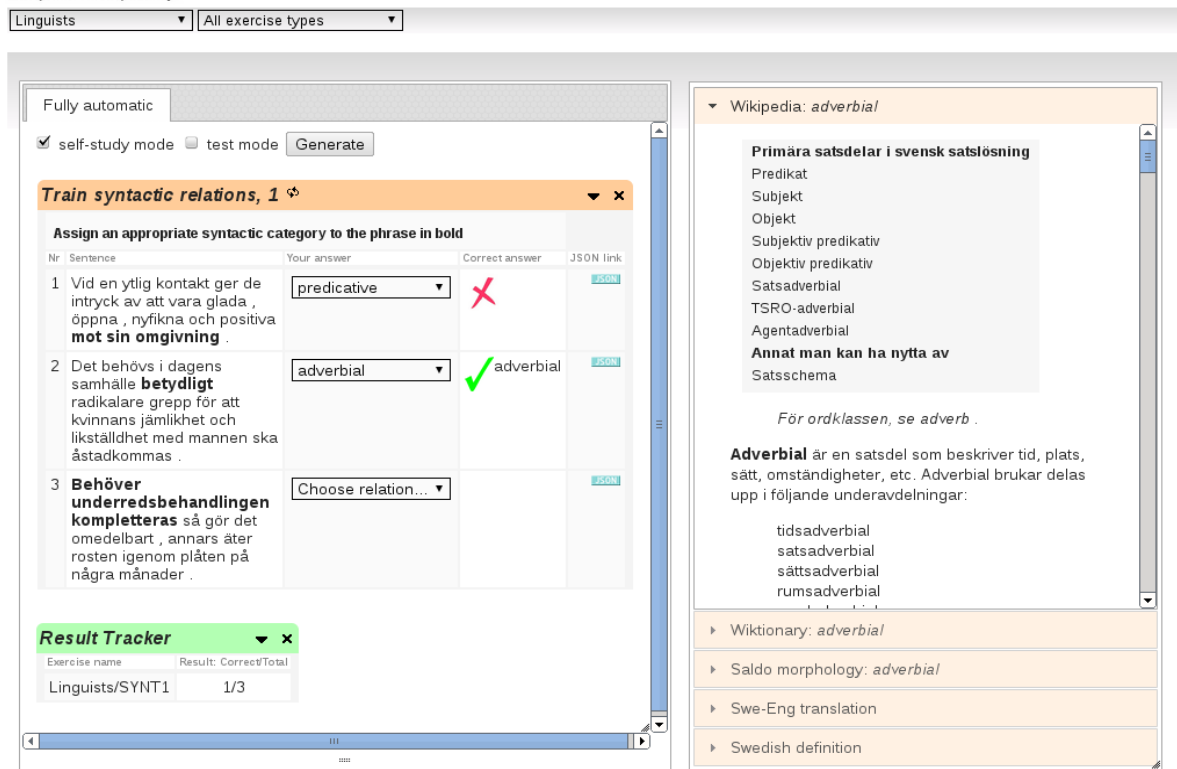 Linguists
All exercise types
Fully automatic
self-study mode test mode Generate
Train syntactic relations, 1
Assign an appropriate syntactic category to the phrase in bold
Nr Sentence Your answer Correct answer JSON link
1 Vid en ytlig kontakt ger de predicative JSON
intryck av att vara glada ,
öppna , nyfikna och positiva
mot sin omgivning .
2 Det behövs i dagens adverbial adverbial JSON
samhälle betydligt
radikalare grepp för att
kvinnans jämlikhet och
likställdhet med mannen ska
åstadkommas .
3 Behöver Choose relation... JSON
underredsbehandlingen
kompletteras så gör det
omedelbart , annars äter
rosten igenom plåten på
några månader .
Result Tracker
Exercise name Result: Correct/Total
Linguists/SYNT1 1/3
Wikipedia: adverbial
Primära satsdelar i svensk satslösning
Predikat
Subjekt
Objekt
Subjektiv predikativ
Objektiv predikativ
Satsadverbial
TSRO-adverbial
Agentadverbial
Annat man kan ha nytta av
Satsschema
För ordklassen, se adverb .
Adverbial är en satsdel som beskriver tid, plats,
sätt, omständigheter, etc. Adverbial brukar delas
upp i följande underavdelningar:
tidsadverbial
satsadverbial
sättsadverbial
rumsadverbial
Wiktionary: adverbial
Saldo morphology: adverbial
Swe-Eng translation
Swedish definition